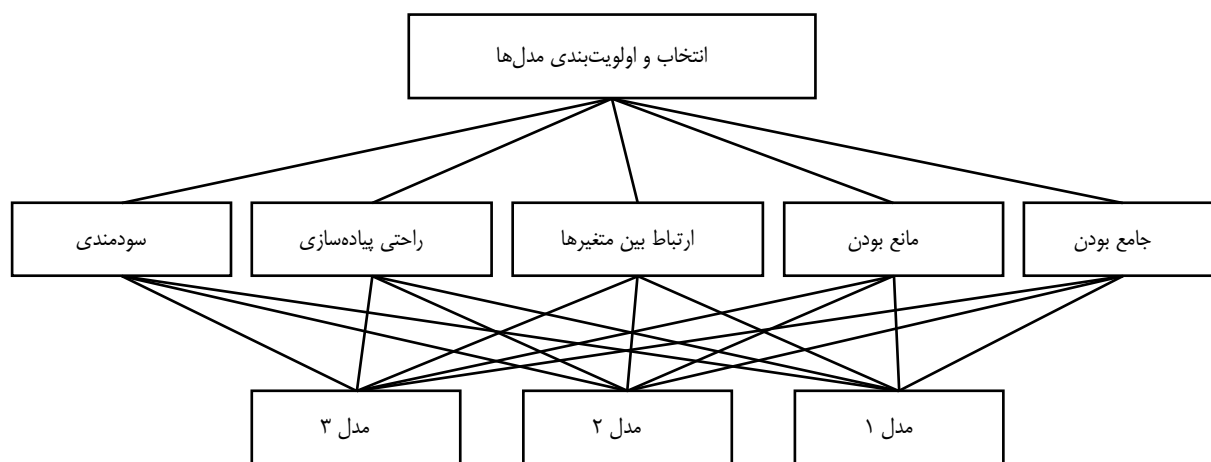 انتخاب و اولویت‌بندی مدل‌ها
جامع بودن
مانع بودن
ارتباط بین متغیرها
راحتی پیاده‌سازی
سودمندی
مدل ۱
مدل ۲
مدل ۳